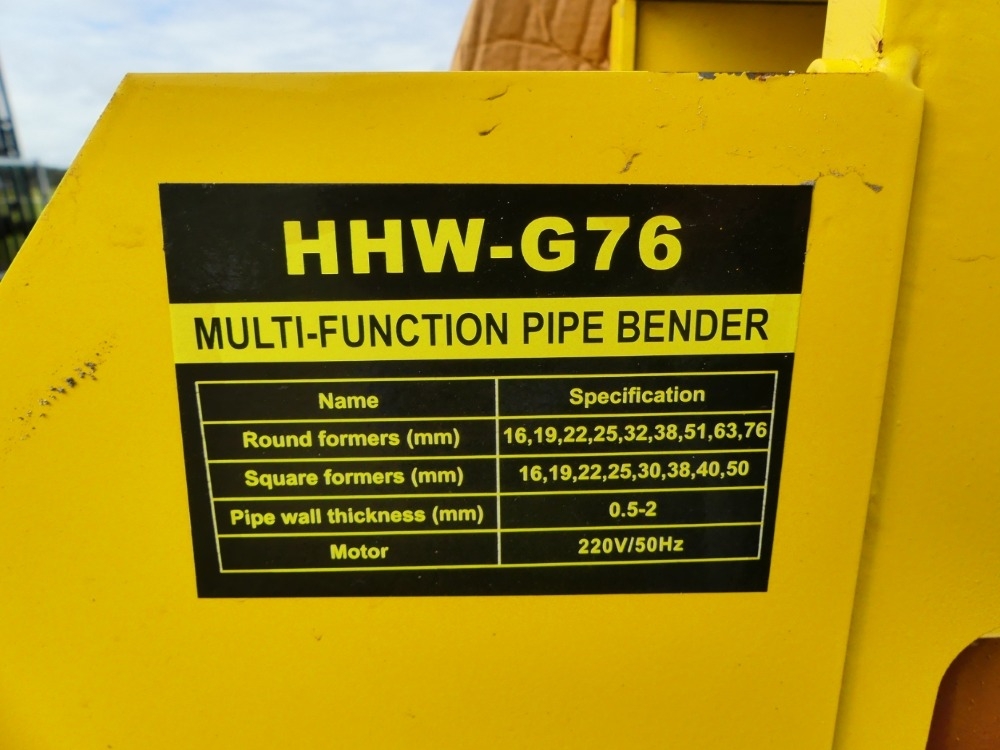 HHW-G76
MULTI-FUNCTION PIPE BENDER
Name Specification
Round formers (mm) 16,19,22,25,32,38,51,63,76
Square formers (mm) 16,19,22,25,30,38,40,50
Pipe wall thickness (mm) 0.5-2
Motor 220V/50Hz